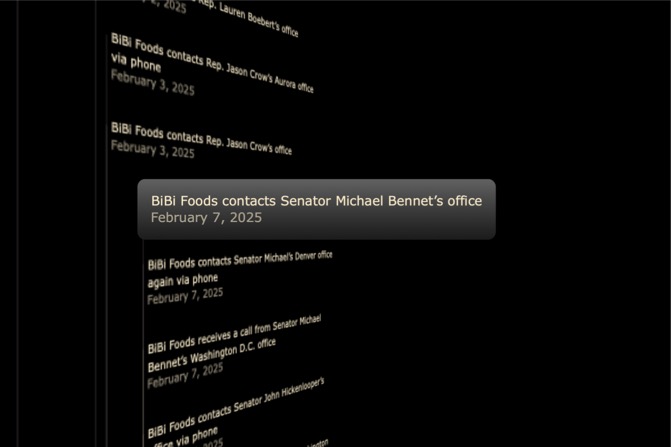 Rep. Lauren Boebert's office
2, 2025
BiBi Foods contacts Rep. Jason Crow's Aurora office
via phone
February 3, 2025
BiBi Foods contacts Rep. Jason Crow's office
February 3, 2025
BiBi Foods contacts Senator Michael Bennet's office
February 7, 2025
BiBi Foods contacts Senator Michael's Denver office
again via phone
February 7, 2025
BiBi Foods receives a call from Senator Michael
Bennet's Washington D.C. office
February 7, 2025
BiBi Foods contacts Senator John Hickenlooper's
office via phone
2025